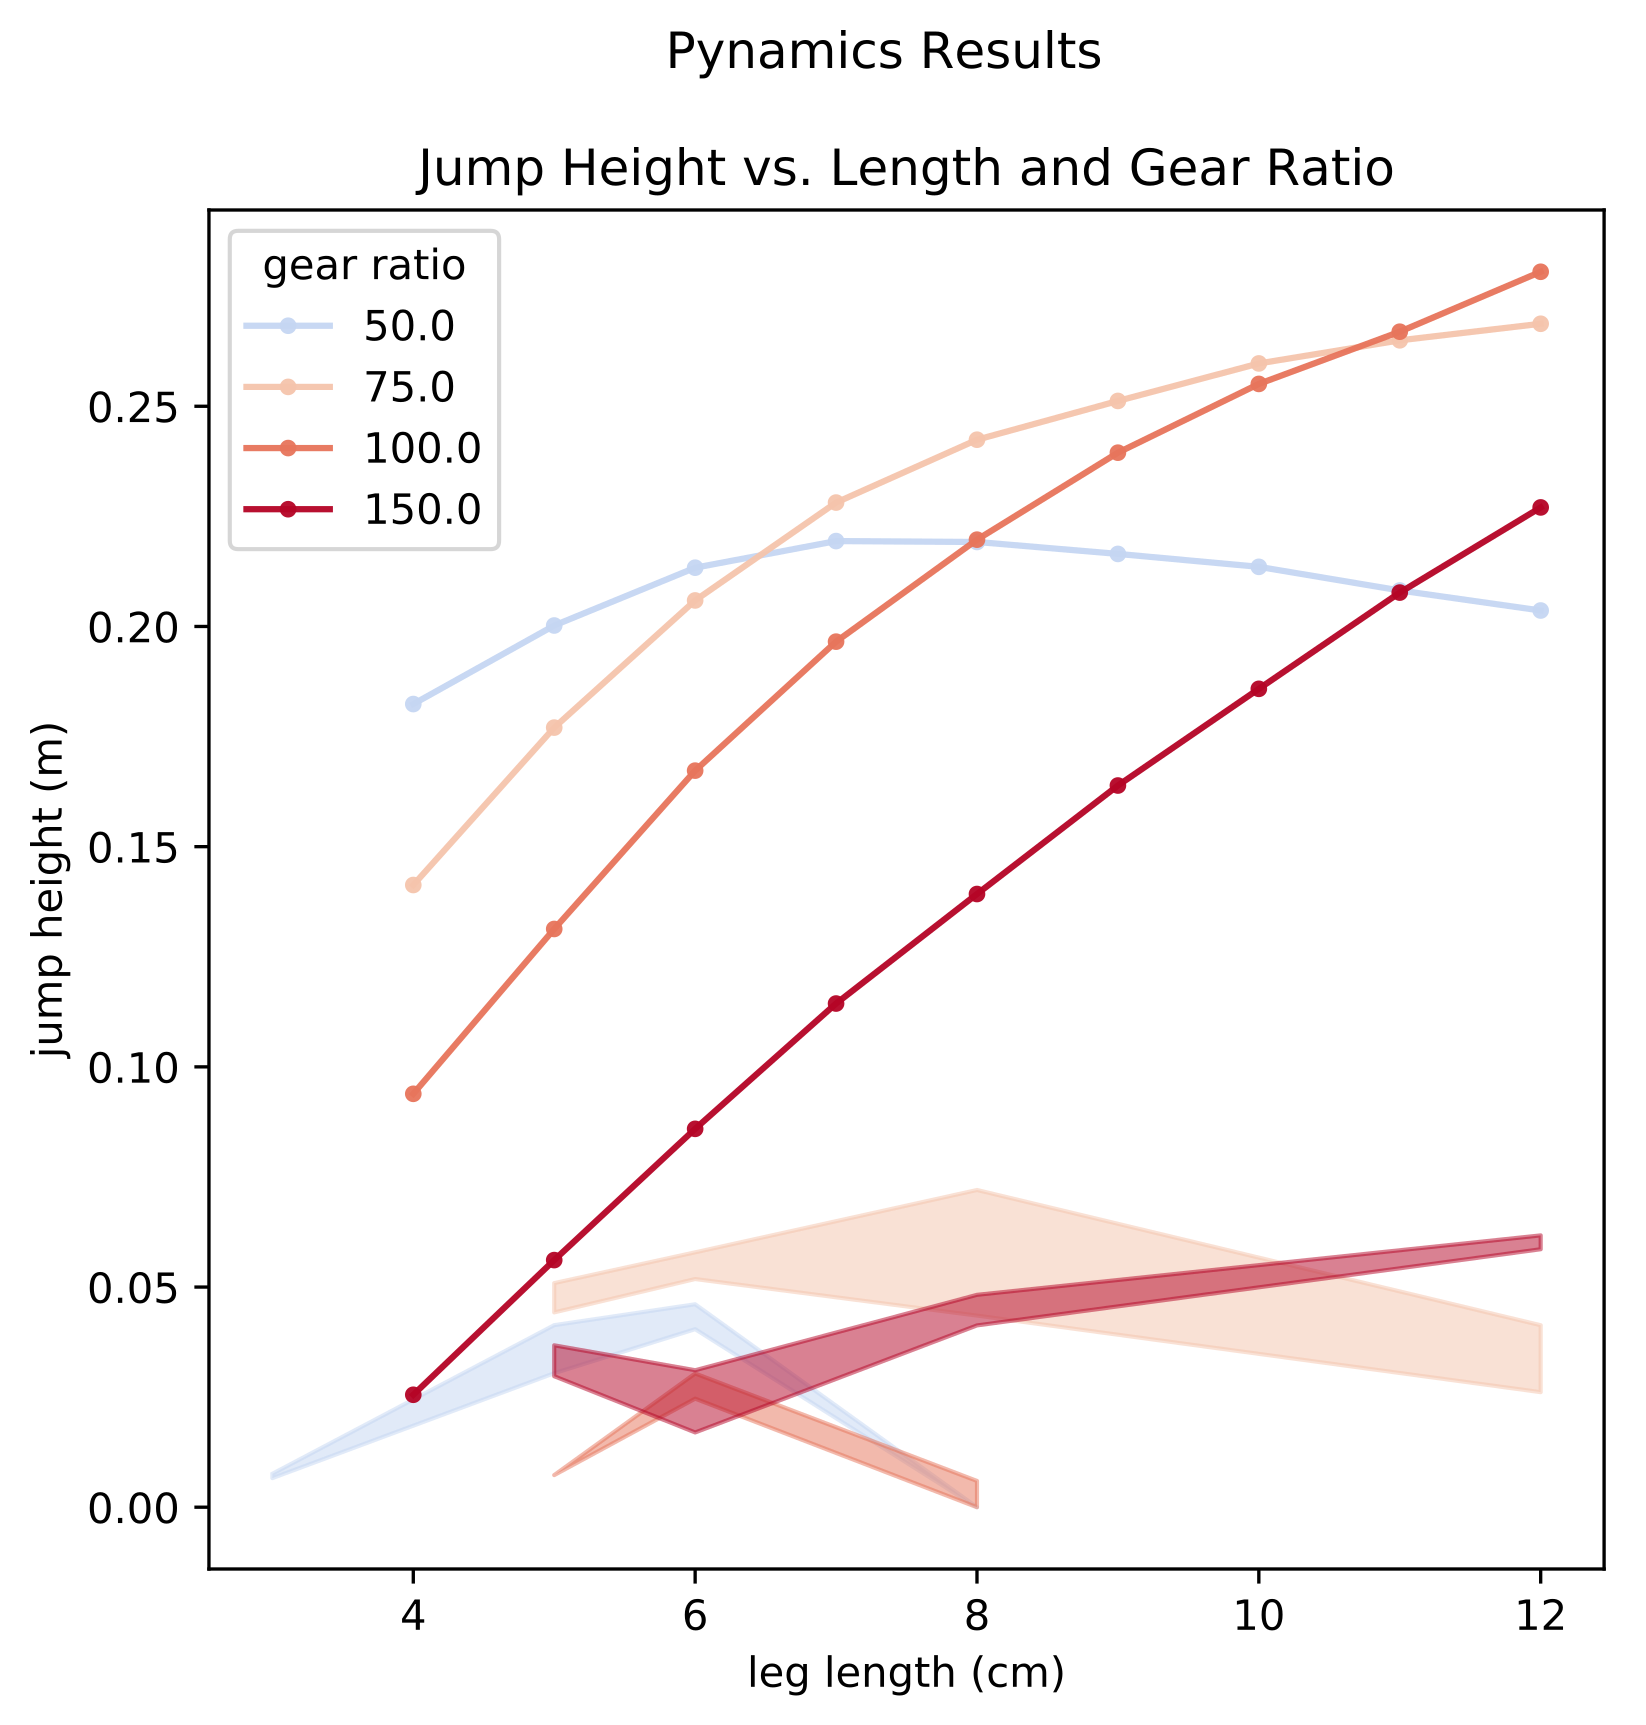 Pynamics Results
Jump Height vs. Length and Gear Ratio
gear ratio
50.0
75.0
100.0
150.0
jump height (m)
0.25
0.20
0.15
0.10
0.05
0.00
4 6 8 10 12
leg length (cm)